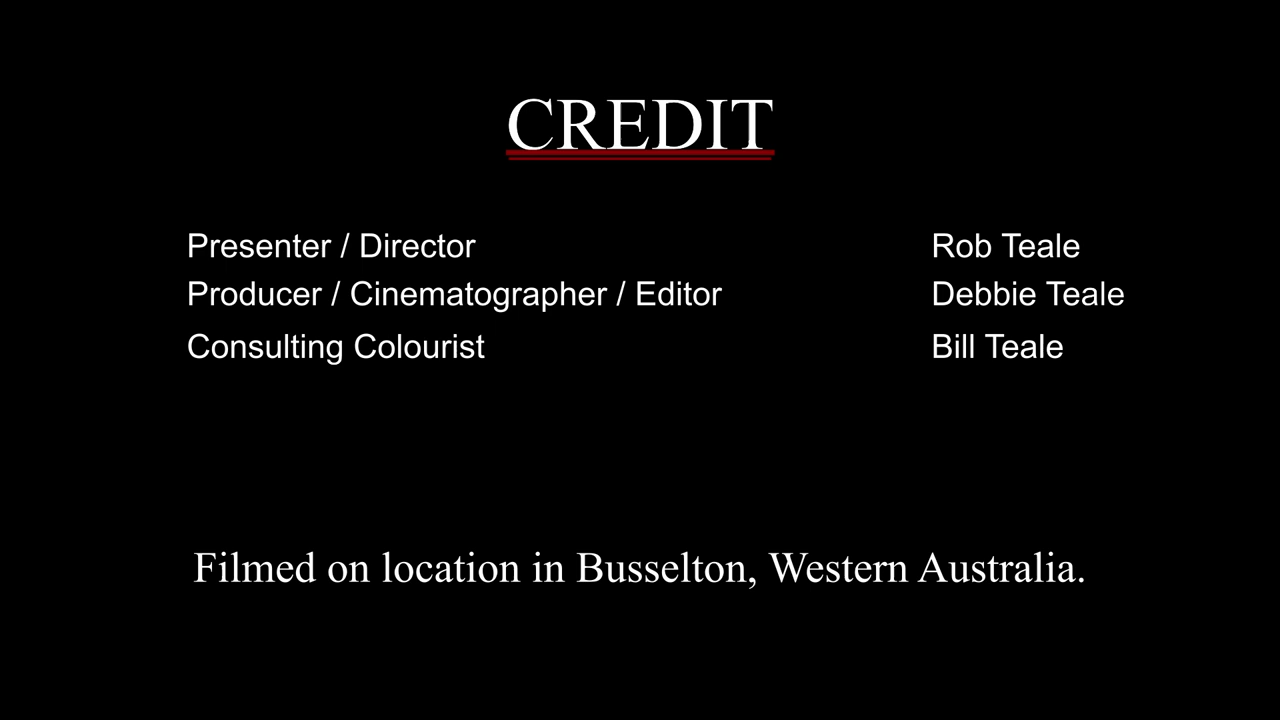 CREDIT
Presenter / Director Rob Teale
Producer / Cinematographer / Editor Debbie Teale
Consulting Colourist Bill Teale
Filmed on location in Busselton, Western Australia.